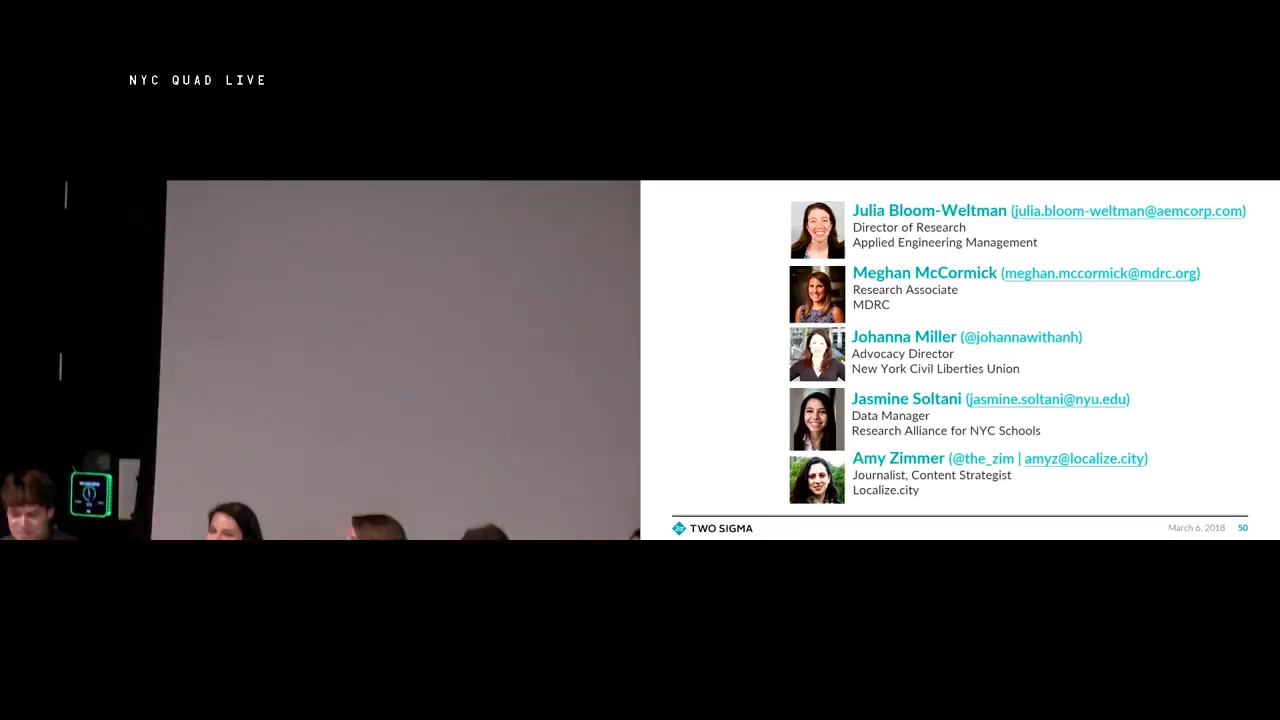 NYC QUAD LIVE
Julia Bloom-Weltman (julia.bloom-weltman@aemcorp.com)
Director of Research
Applied Engineering Management
Meghan McCormick (meghan.mccormick@mdrc.org)
Research Associate
MDRC
Johanna Miller (@johannawithanh)
Advocacy Director
New York Civil Liberties Union
Jasmine Soltani (jasmine.soltani@nyu.edu)
Data Manager
Research Alliance for NYC Schools
Amy Zimmer (@the_zim | amyz@localize.city)
Journalist, Content Strategist
Localize.city
2σ TWO SIGMA
March 6, 2018 50